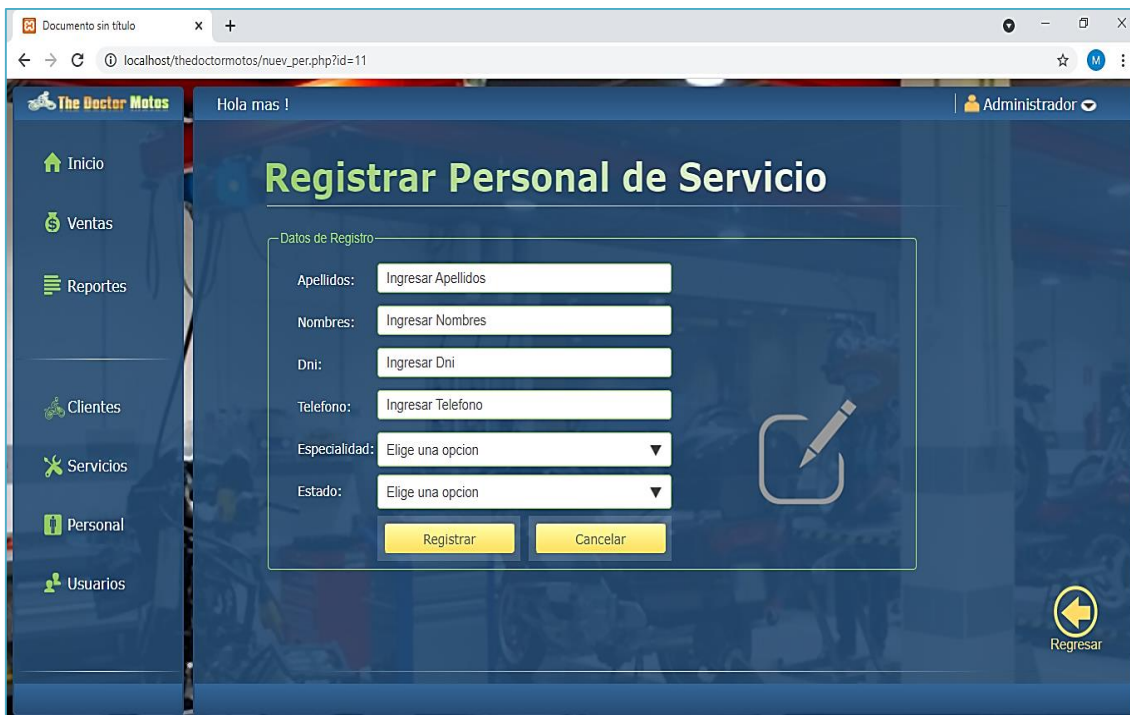 Documento sin título
localhost/thedoctormotos/nuev_per.php?id=11
M
The Doctor Motos
Hola mas !
Administrador
Inicio
Ventas
Reportes
Clientes
Servicios
Personal
Usuarios
Registrar Personal de Servicio
Datos de Registro
Apellidos: Ingresar Apellidos
Nombres: Ingresar Nombres
Dni: Ingresar Dni
Telefono: Ingresar Telefono
Especialidad: Elige una opcion
Estado: Elige una opcion
Registrar Cancelar
Regresar